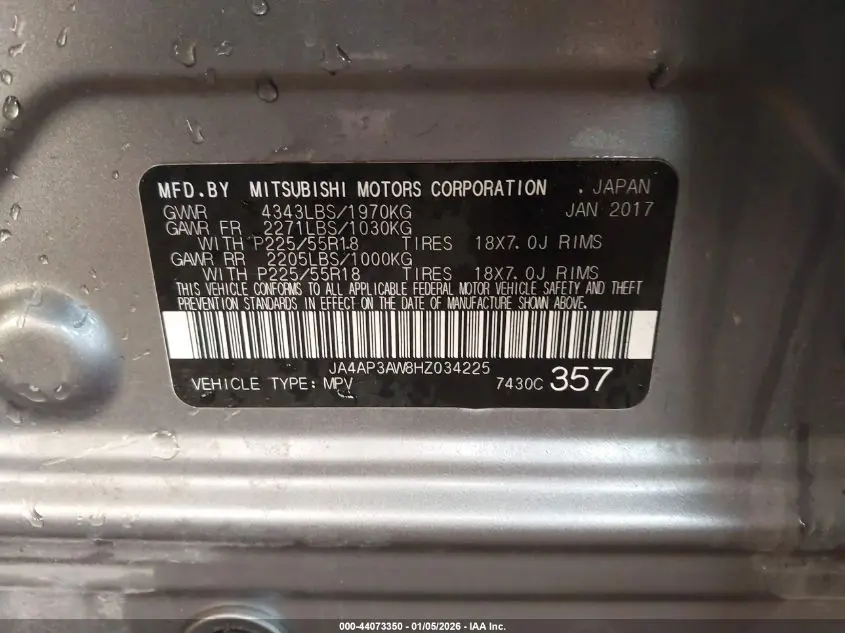 MFD.BY MITSUBISHI MOTORS CORPORATION . JAPAN
GVWR 4343LBS/1970KG JAN 2017
GAWR FR 2271LBS/1030KG
WITH P225/55R18 TIRES 18X7.0J RIMS
GAWR RR 2205LBS/1000KG
WITH P225/55R18 TIRES 18X7.0J RIMS
THIS VEHICLE CONFORMS TO ALL APPLICABLE FEDERAL MOTOR VEHICLE SAFETY AND THEFT
PREVENTION STANDARDS IN EFFECT ON THE DATE OF MANUFACTURE SHOWN ABOVE.
JA4AP3AW8HZ034225
VEHICLE TYPE: MPV 7430C 357
000-44073350 - 01/05/2026 - IAA Inc.